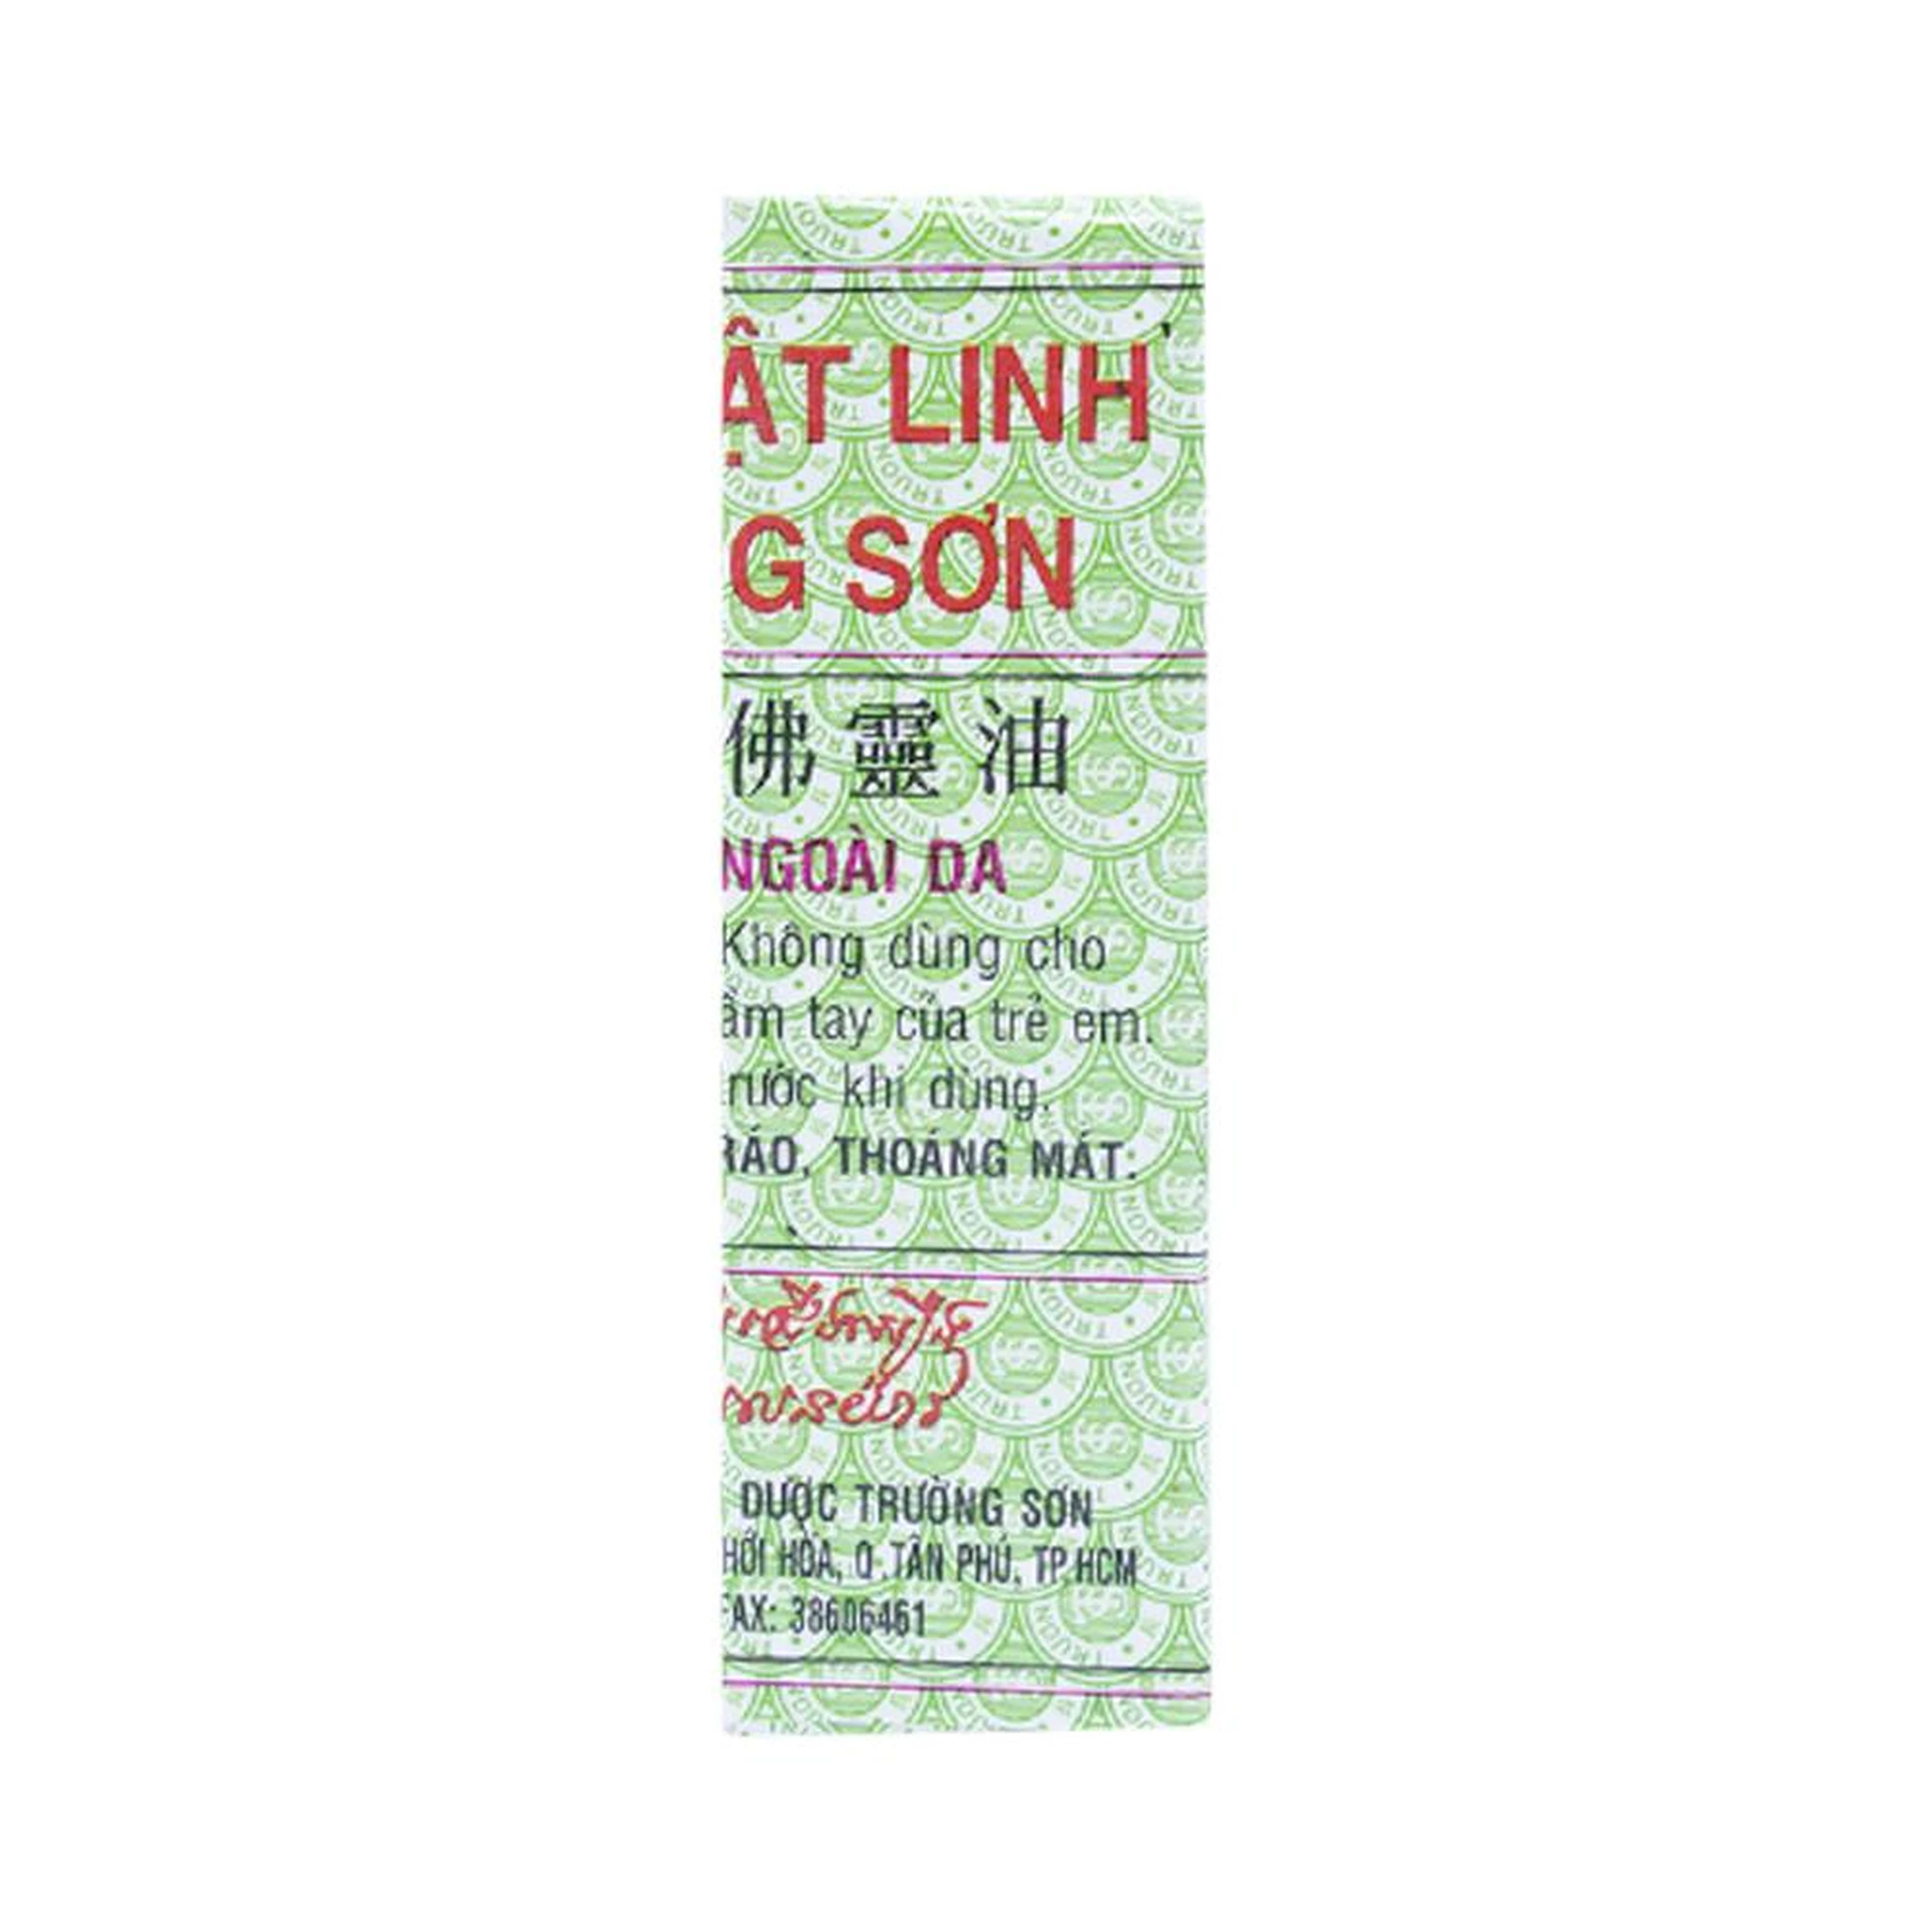 ẬT LINH
G SƠN
佛靈油
NGOÀI DA
Không dùng cho
ầm tay của trẻ em.
rước khi dùng.
RÁO, THOÁNG MÁT.
DƯỢC TRƯỜNG SƠN
HỚI HÒA, Q.TÂN PHÚ, TP.HCM
FAX: 38606461